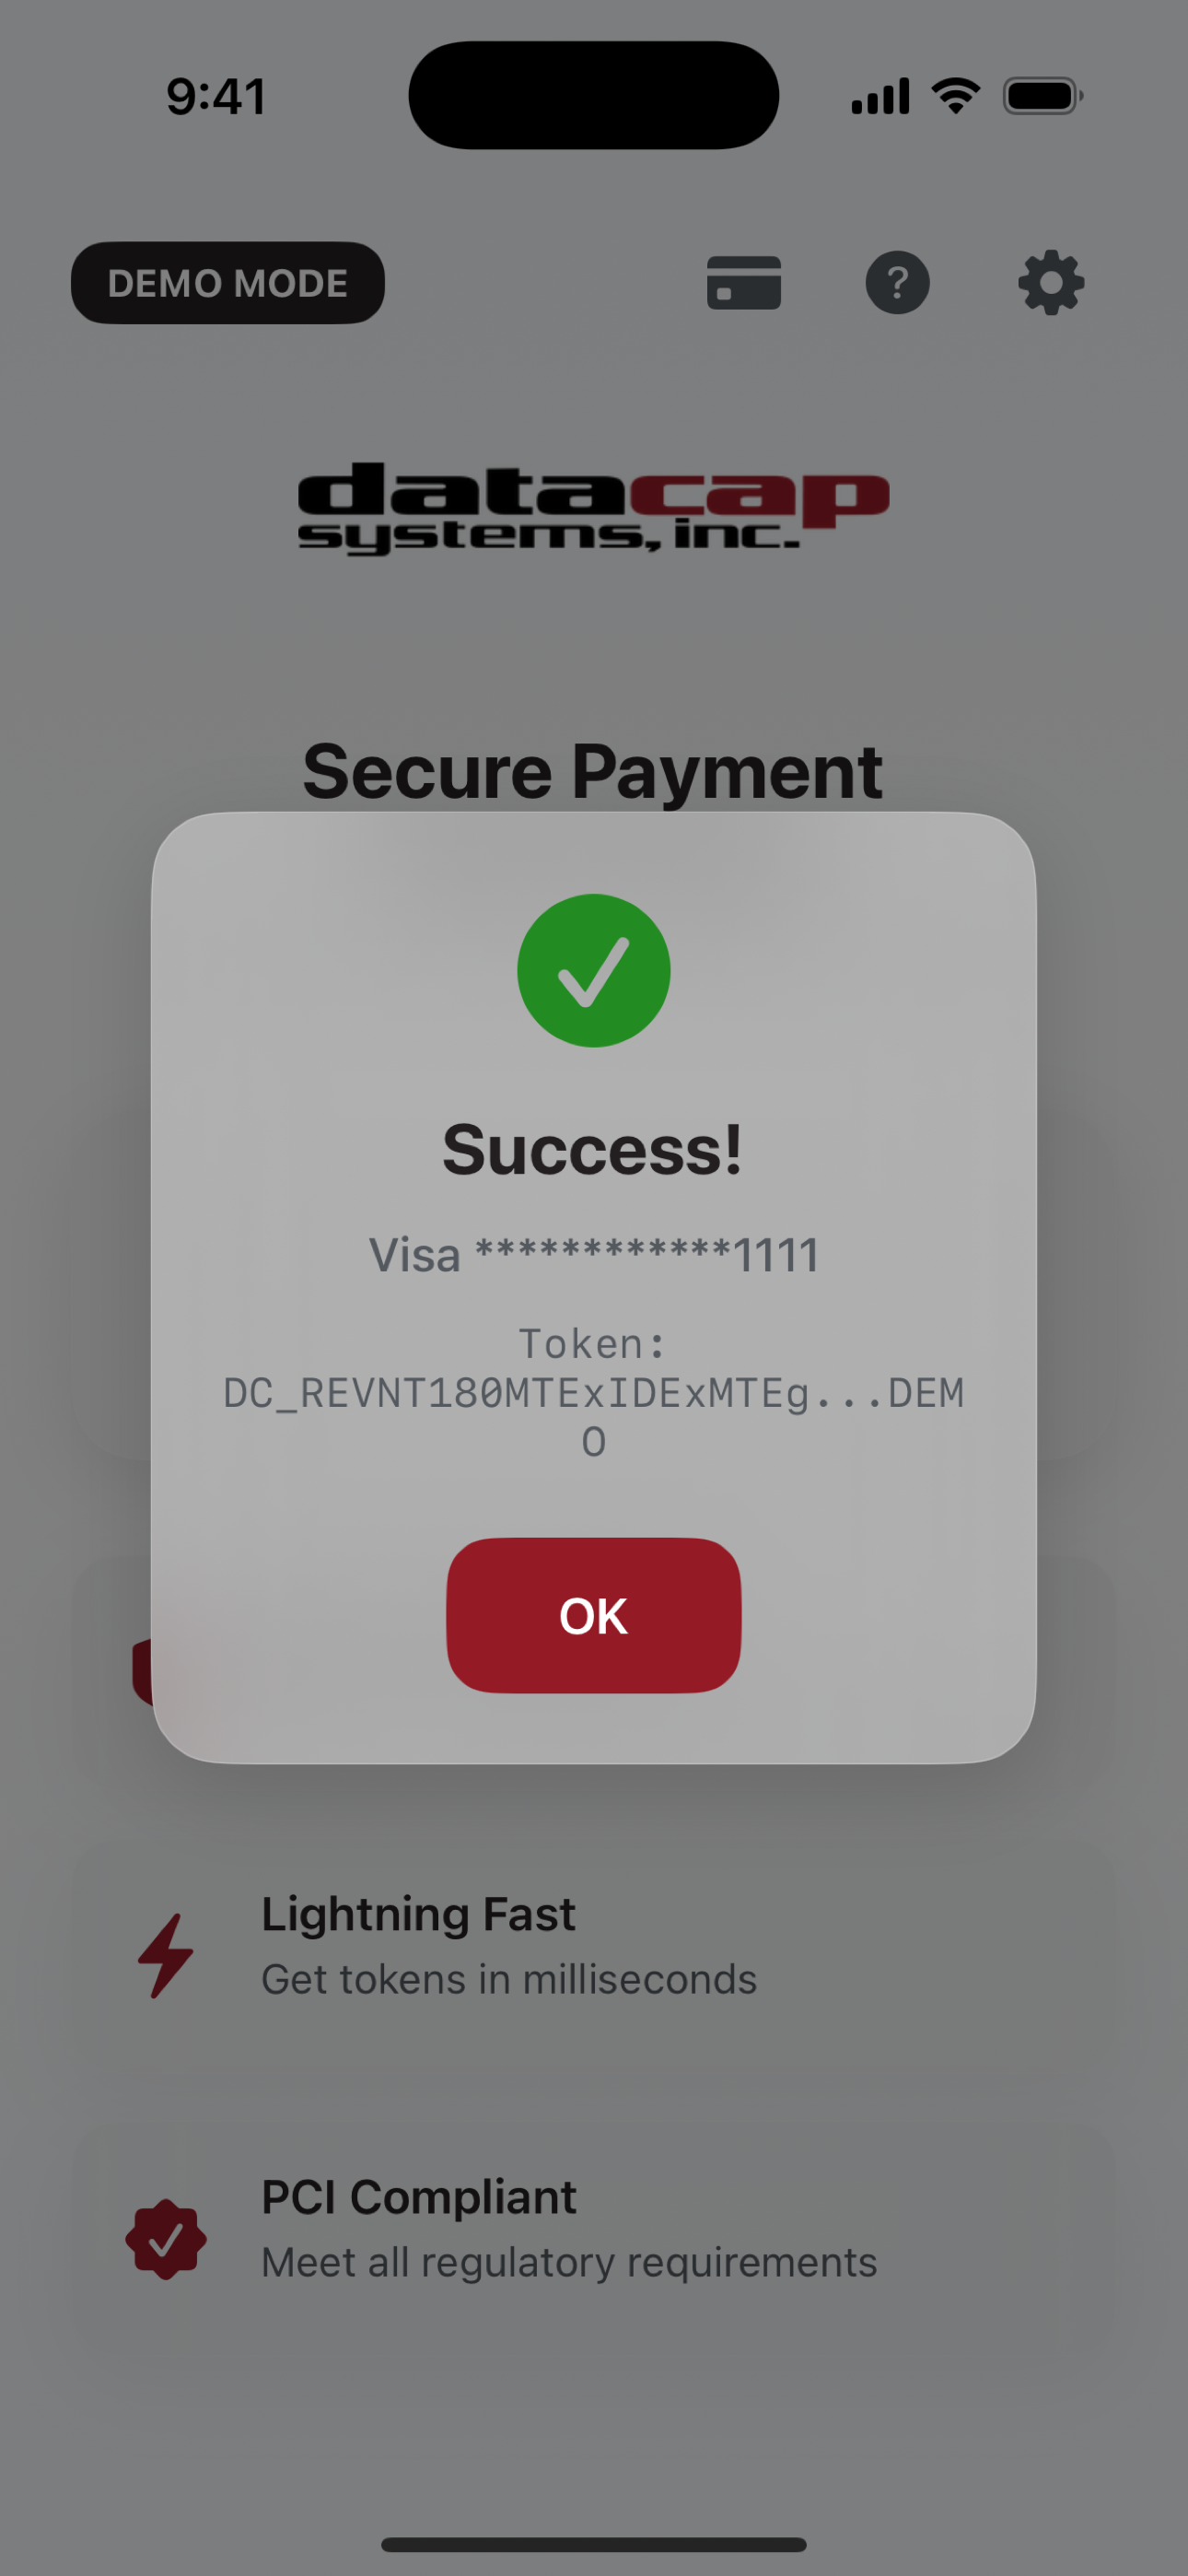 9:41
DEMO MODE
datacap
systems, inc.
Secure Payment
Success!
Visa ************1111
Token:
DC_REVNT180MTExIDExMTEg...DEM
O
OK
Lightning Fast
Get tokens in milliseconds
PCI Compliant
Meet all regulatory requirements